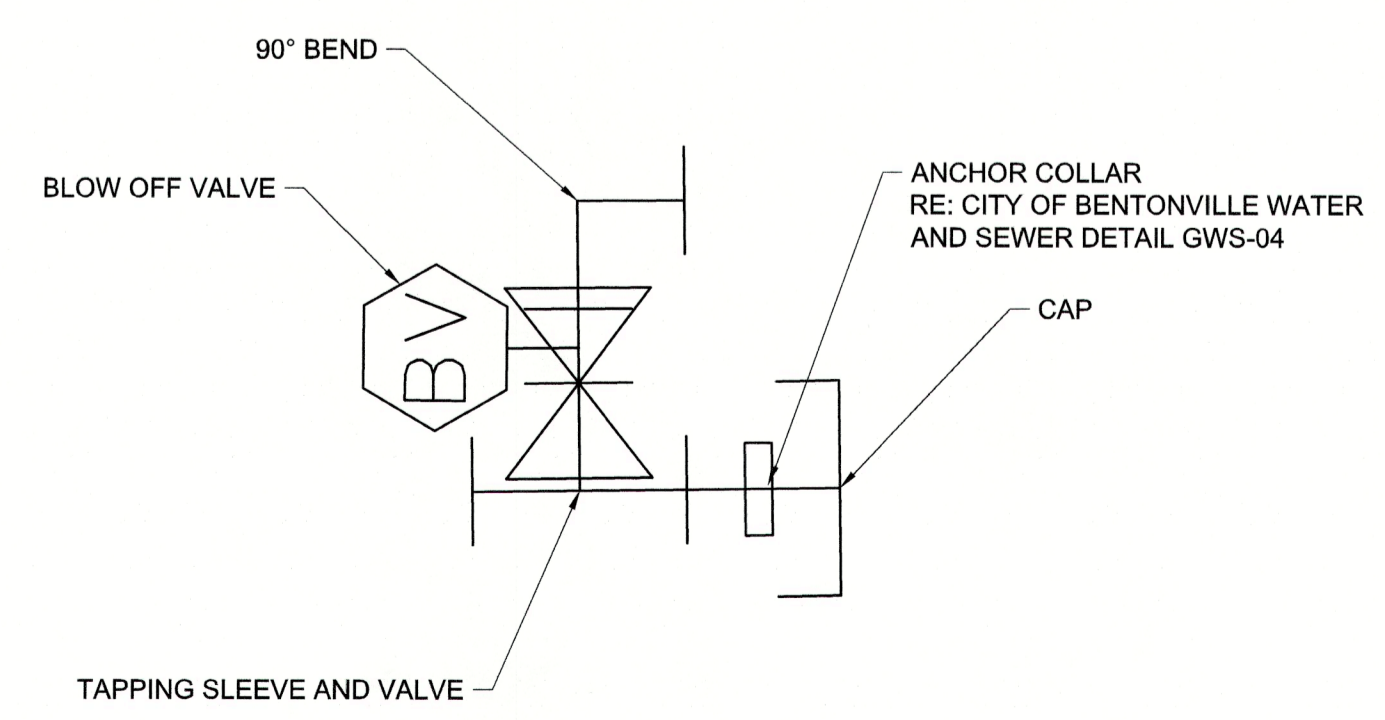 90° BEND
BLOW OFF VALVE
ANCHOR COLLAR
RE: CITY OF BENTONVILLE WATER
AND SEWER DETAIL GWS-04
CAP
B V
TAPPING SLEEVE AND VALVE